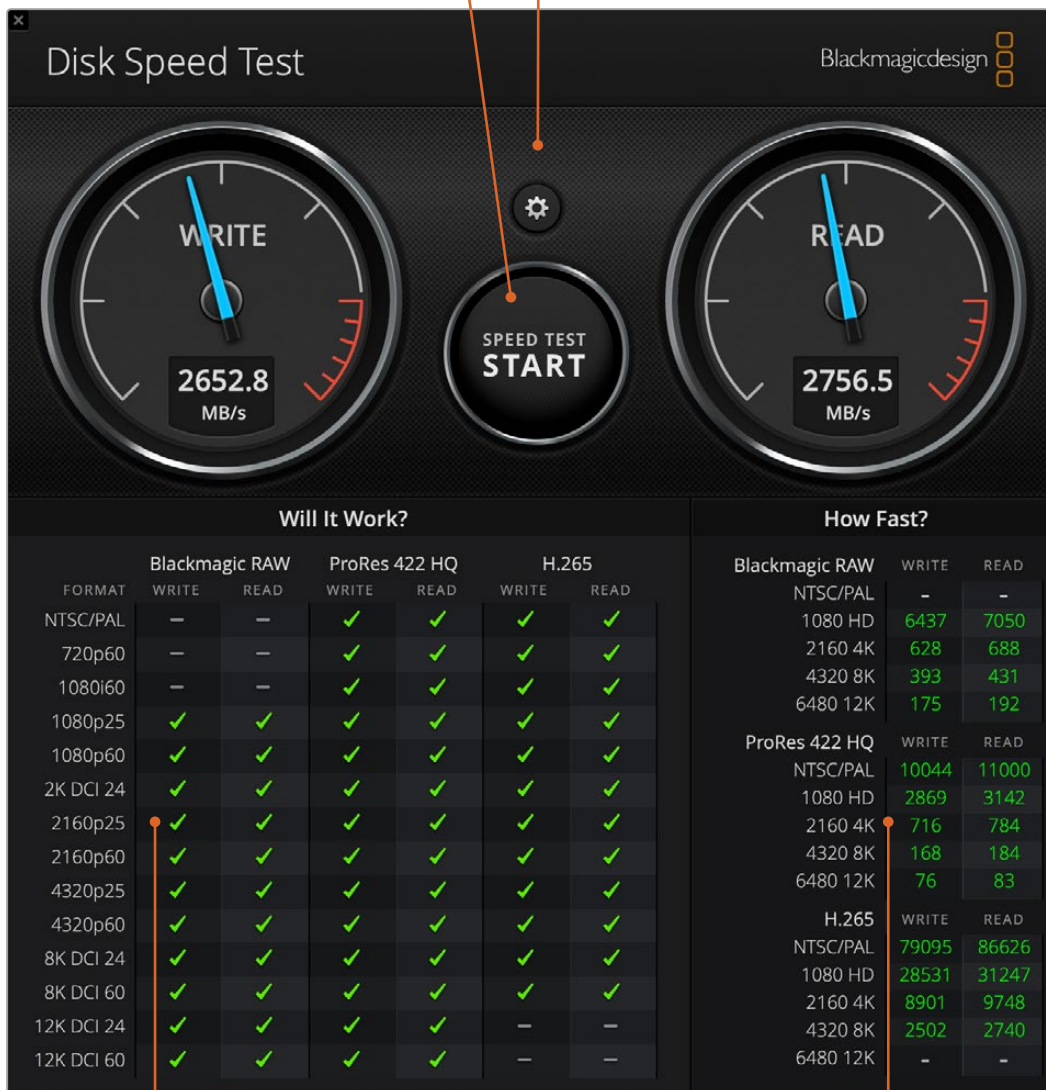 Disk Speed Test
Blackmagicdesign
WRITE
2652.8
MB/s
SPEED TEST
START
READ
2756.5
MB/s
Will It Work?
Blackmagic RAW ProRes 422 HQ H.265
FORMAT WRITE READ WRITE READ WRITE READ
NTSC/PAL – – ✓ ✓ ✓ ✓
720p60 – – ✓ ✓ ✓ ✓
1080i60 – – ✓ ✓ ✓ ✓
1080p25 ✓ ✓ ✓ ✓ ✓ ✓
1080p60 ✓ ✓ ✓ ✓ ✓ ✓
2K DCI 24 ✓ ✓ ✓ ✓ ✓ ✓
2160p25 ✓ ✓ ✓ ✓ ✓ ✓
2160p60 ✓ ✓ ✓ ✓ ✓ ✓
4320p25 ✓ ✓ ✓ ✓ ✓ ✓
4320p60 ✓ ✓ ✓ ✓ ✓ ✓
8K DCI 24 ✓ ✓ ✓ ✓ ✓ ✓
8K DCI 60 ✓ ✓ ✓ ✓ ✓ ✓
12K DCI 24 ✓ ✓ ✓ ✓ – –
12K DCI 60 ✓ ✓ ✓ ✓ – –
How Fast?
Blackmagic RAW WRITE READ
NTSC/PAL - -
1080 HD 6437 7050
2160 4K 628 688
4320 8K 393 431
6480 12K 175 192
ProRes 422 HQ WRITE READ
NTSC/PAL 10044 11000
1080 HD 2869 3142
2160 4K 716 784
4320 8K 168 184
6480 12K 76 83
H.265 WRITE READ
NTSC/PAL 79095 86626
1080 HD 28531 31247
2160 4K 8901 9748
4320 8K 2502 2740
6480 12K - -